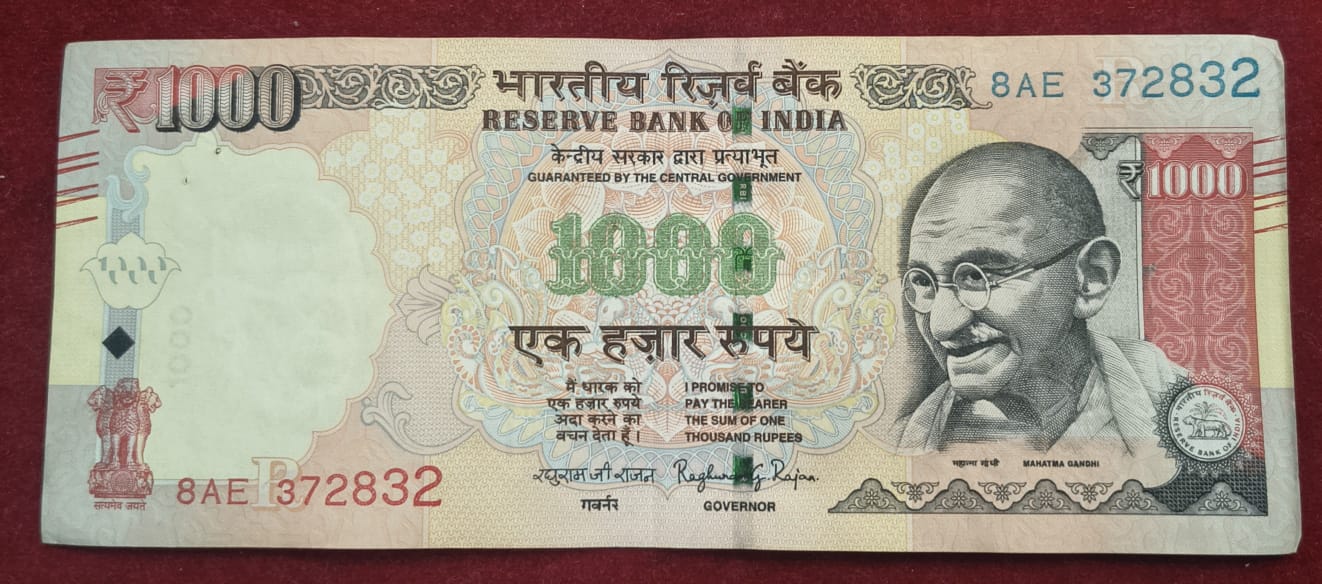 ₹1000
भारतीय रिज़र्व बैंक
8AE 372832
RESERVE BANK OF INDIA
केन्द्रीय सरकार द्वारा प्रत्याभूत
GUARANTEED BY THE CENTRAL GOVERNMENT
₹1000
1000
एक हज़ार रुपये
मैं धारक को
एक हज़ार रुपये
अदा करने का
वचन देता हूँ।
I PROMISE TO
PAY THE BEARER
THE SUM OF ONE
THOUSAND RUPEES
रघुराम जी राजन
Raghuram G. Rajan
गवर्नर
GOVERNOR
महात्मा गांधी
MAHATMA GANDHI
भारतीय रिज़र्व बैंक
RESERVE BANK OF INDIA
सत्यमेव जयते
R
8AE 372832